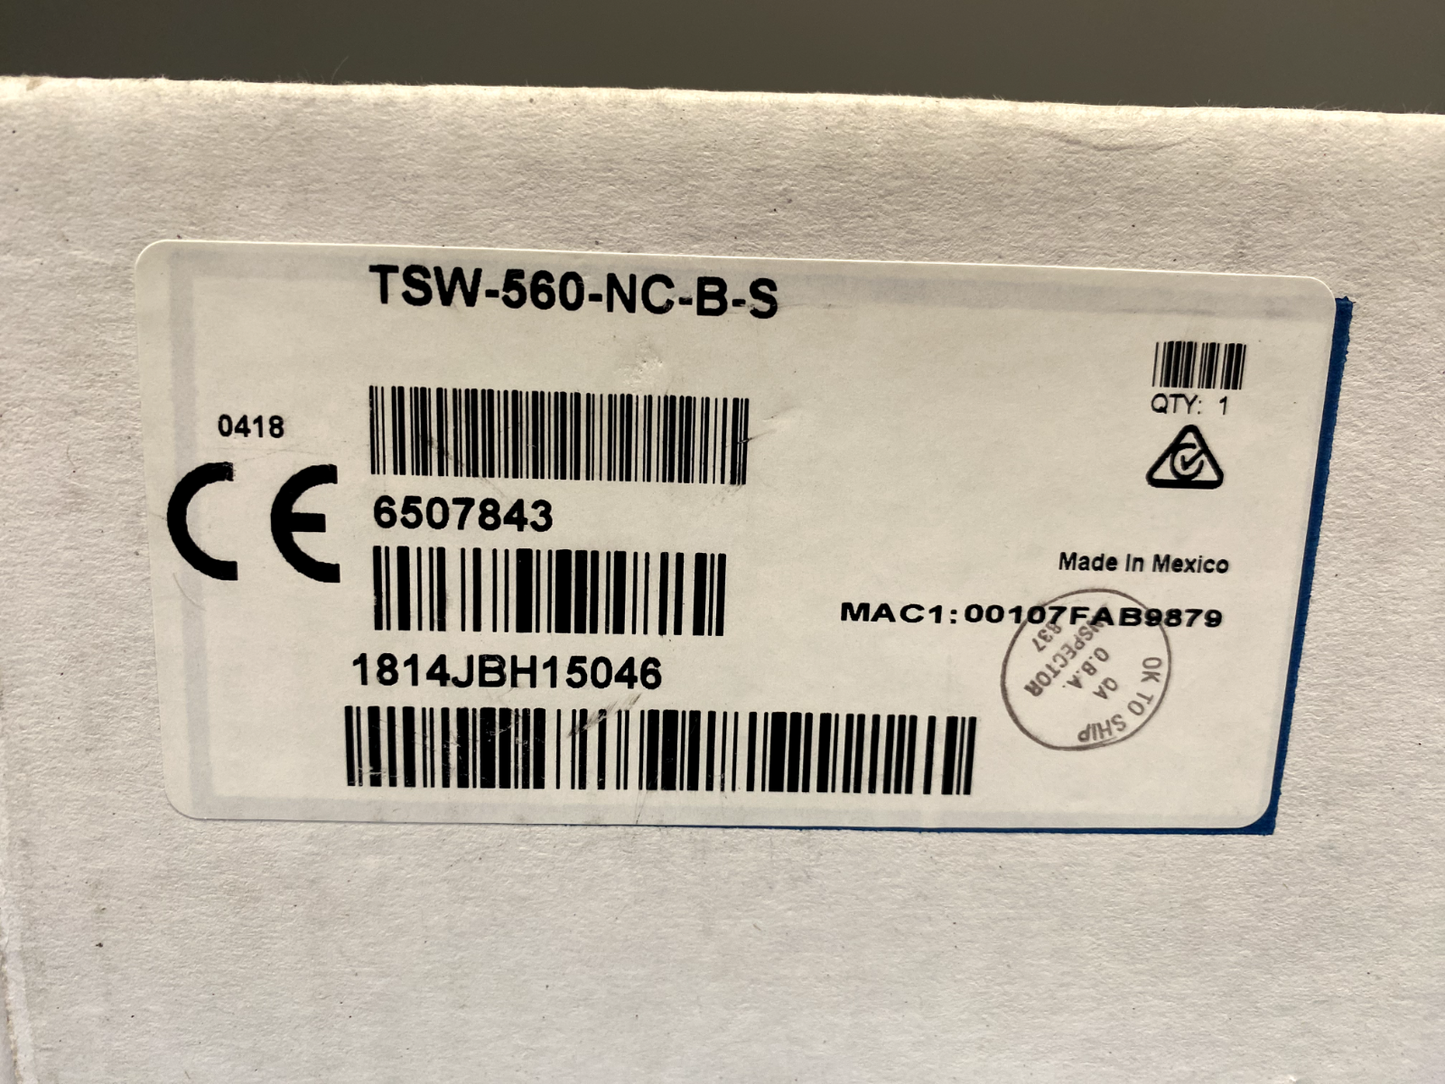 TSW-560-NC-B-S
QTY: 1
0418
CE
6507843
Made In Mexico
MAC1:00107FAB9879
1814JBH15046
OK TO SHIP
QA
O.B.A.
INSPECTOR
837